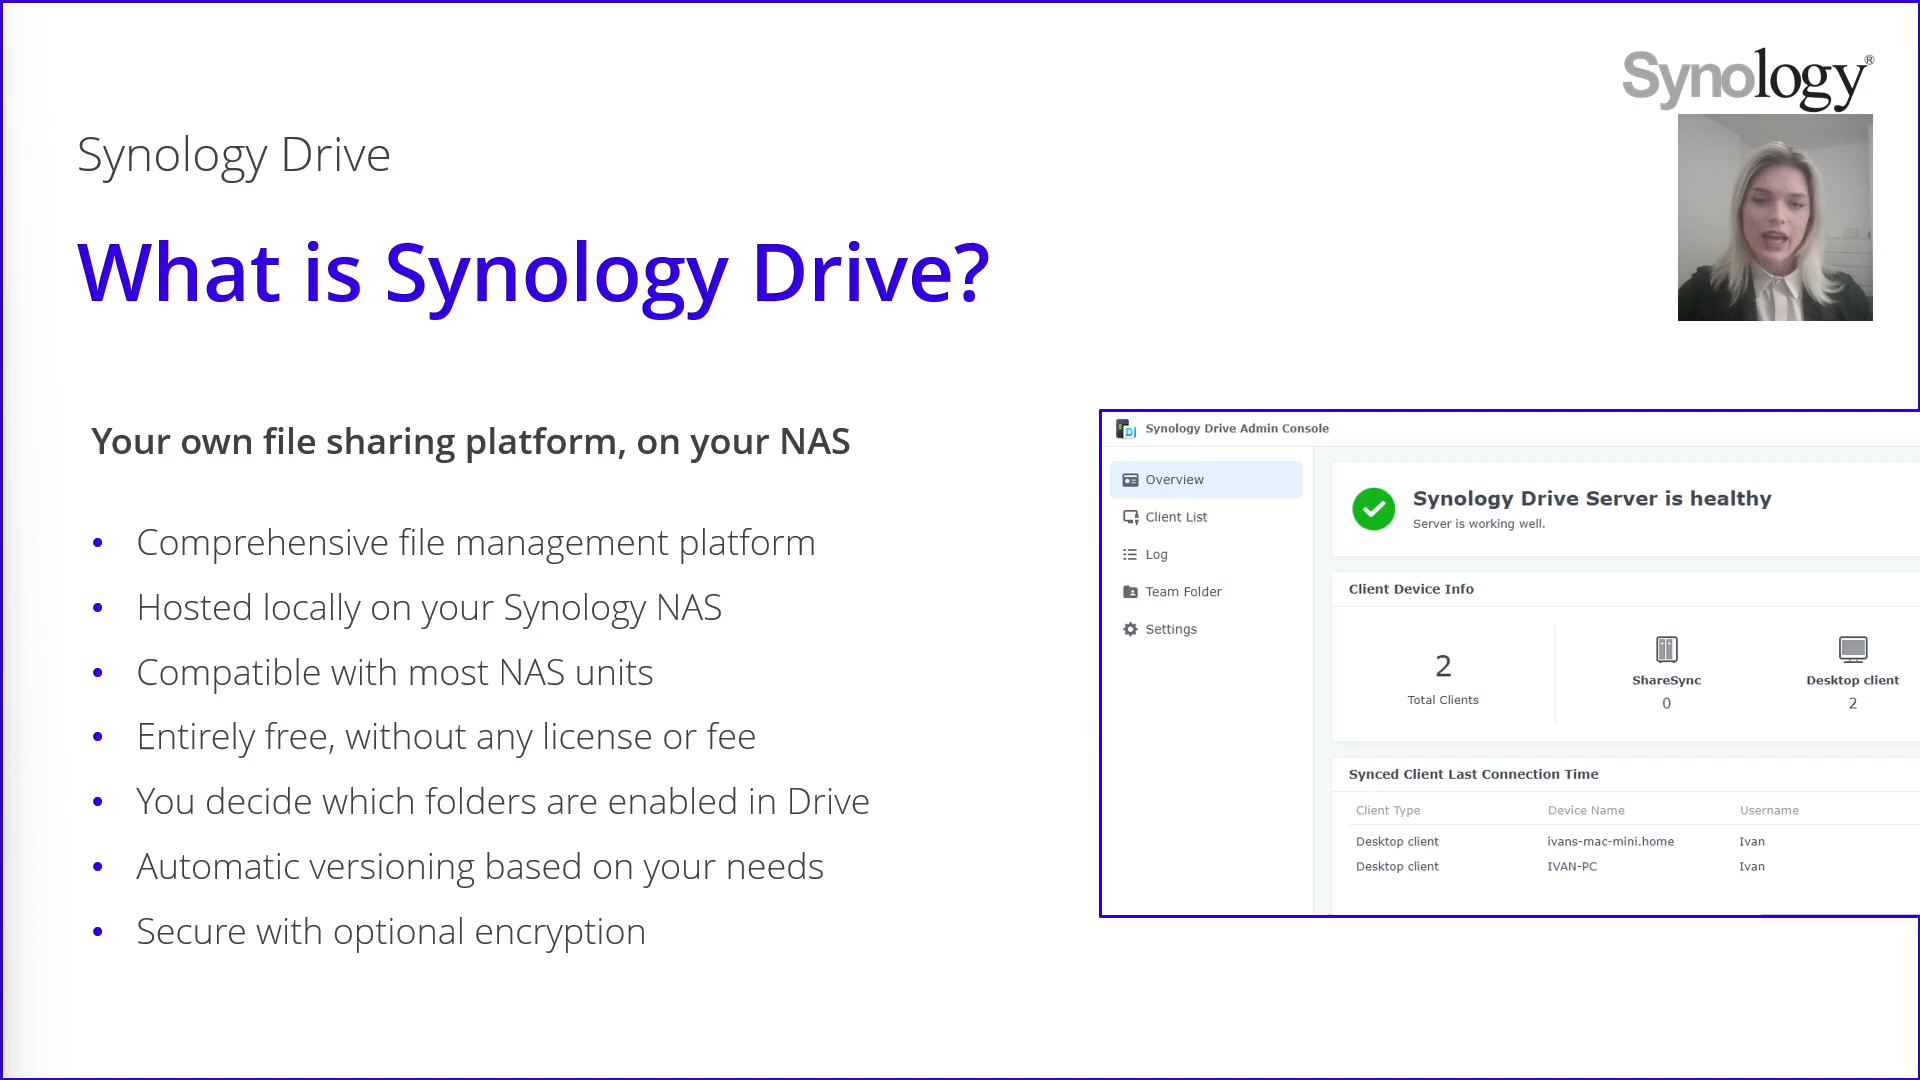 Synology®
Synology Drive
What is Synology Drive?
Your own file sharing platform, on your NAS
• Comprehensive file management platform
• Hosted locally on your Synology NAS
• Compatible with most NAS units
• Entirely free, without any license or fee
• You decide which folders are enabled in Drive
• Automatic versioning based on your needs
• Secure with optional encryption
Synology Drive Admin Console
Overview
Client List
Log
Team Folder
Settings
Synology Drive Server is healthy
Server is working well.
Client Device Info
2
Total Clients
ShareSync
0
Desktop client
2
Synced Client Last Connection Time
Client Type Device Name Username
Desktop client ivans-mac-mini.home Ivan
Desktop client IVAN-PC Ivan